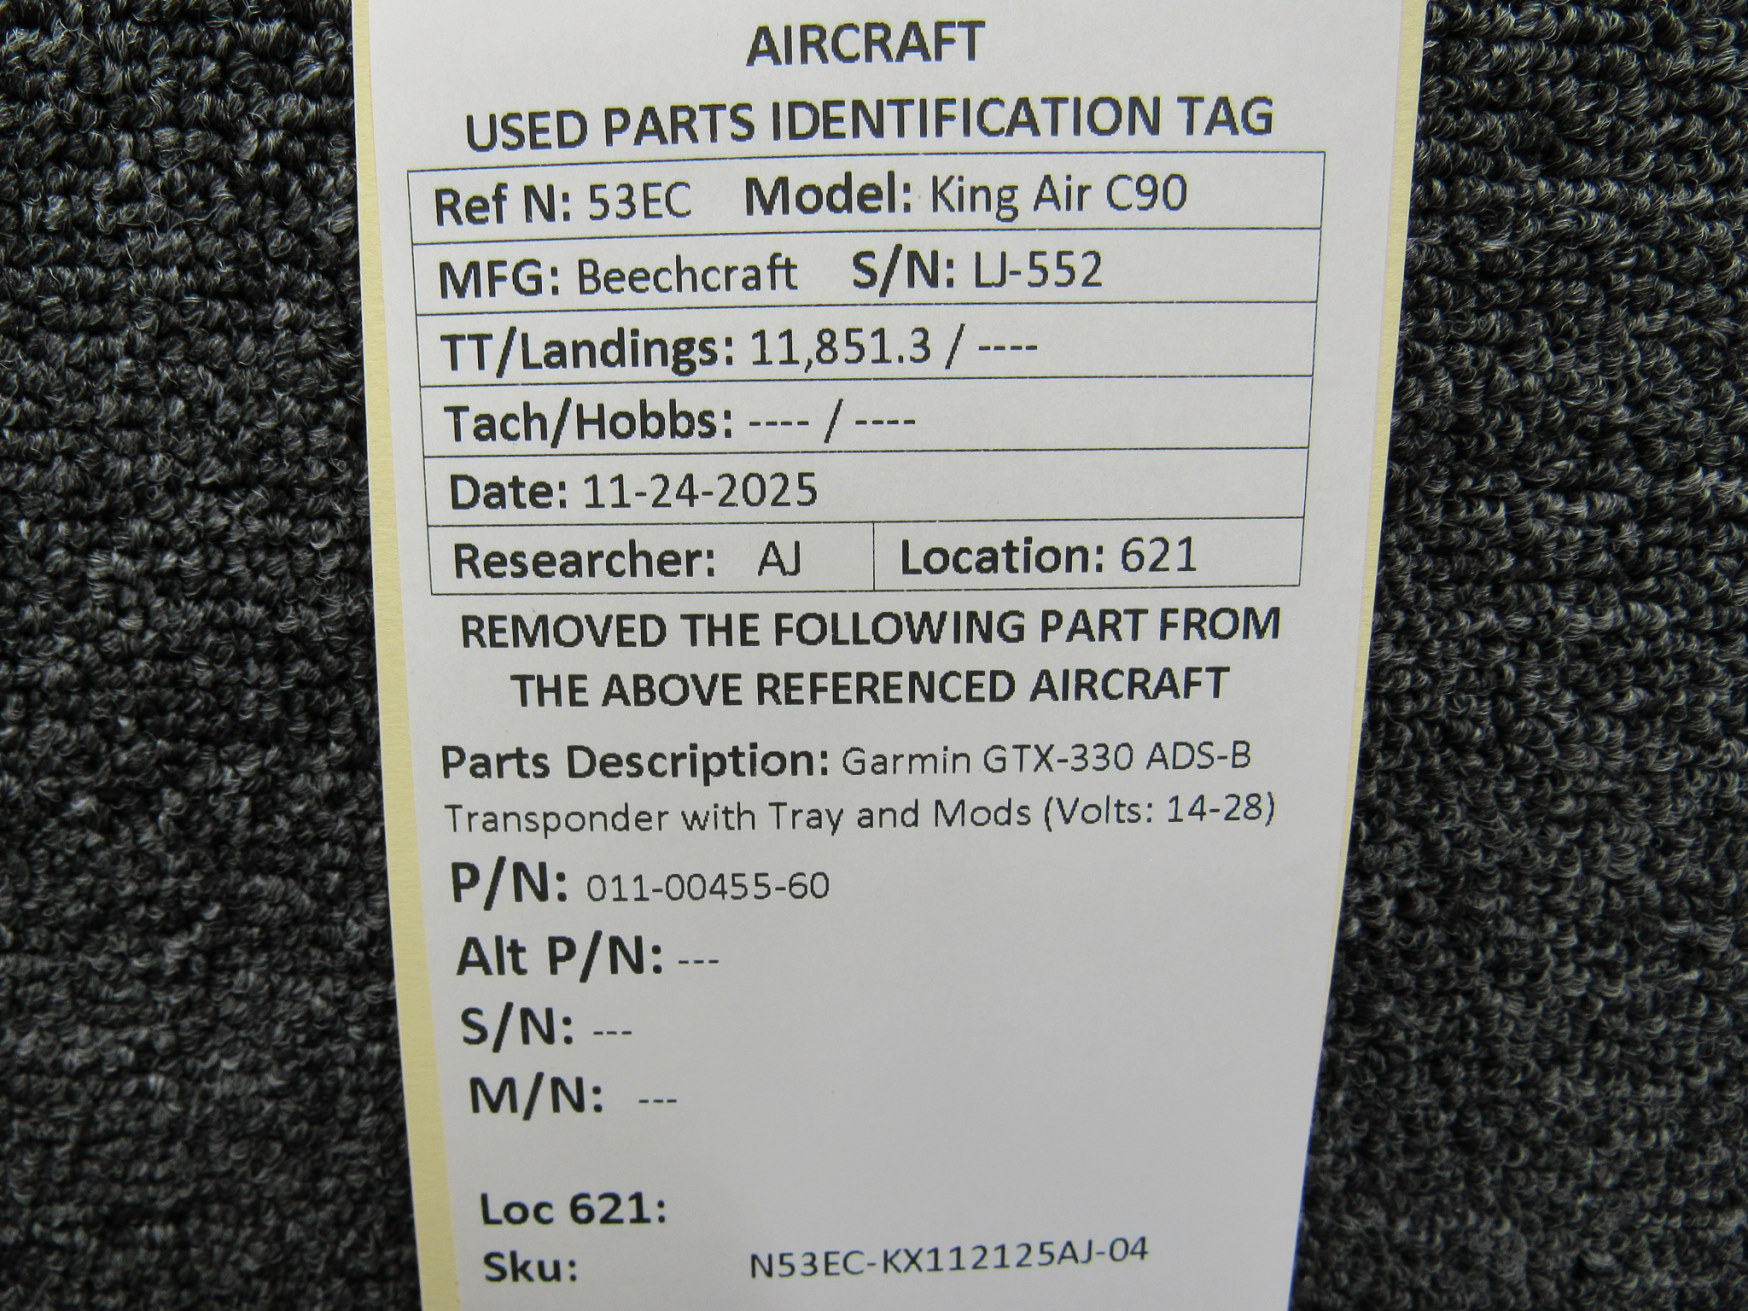 AIRCRAFT
USED PARTS IDENTIFICATION TAG
Ref N: 53EC Model: King Air C90
MFG: Beechcraft S/N: LJ-552
TT/Landings: 11,851.3 / ----
Tach/Hobbs: ---- / ----
Date: 11-24-2025
Researcher: AJ Location: 621
REMOVED THE FOLLOWING PART FROM
THE ABOVE REFERENCED AIRCRAFT
Parts Description: Garmin GTX-330 ADS-B
Transponder with Tray and Mods (Volts: 14-28)
P/N: 011-00455-60
Alt P/N: ---
S/N: ---
M/N: ---
Loc 621:
Sku: N53EC-KX112125AJ-04